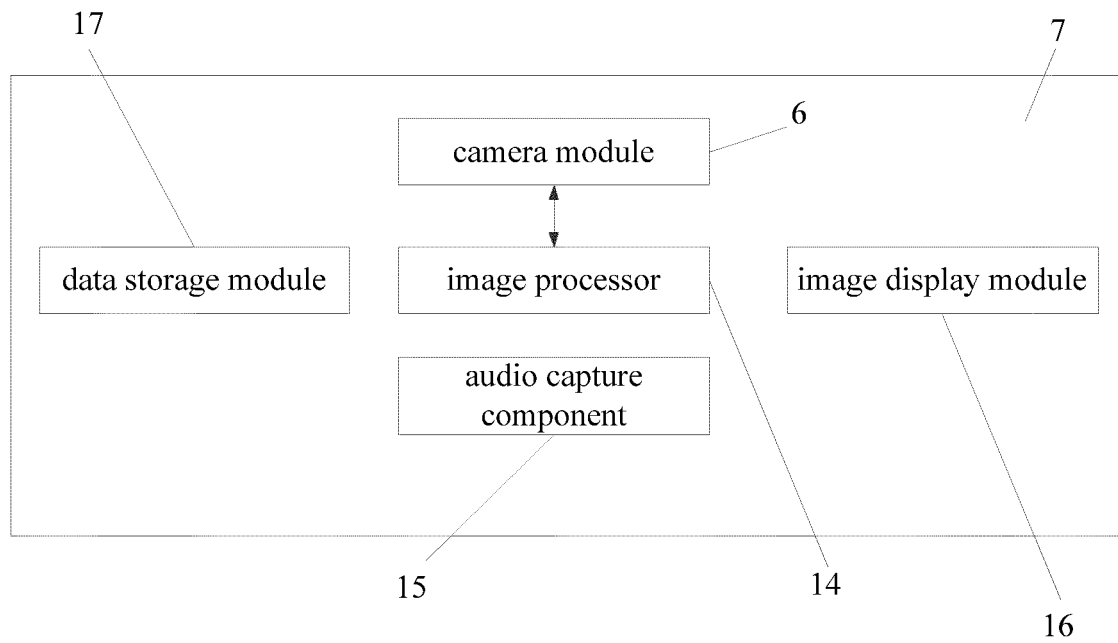 17
7
6
camera module
data storage module
image processor
image display module
audio capture
component
15
14
16